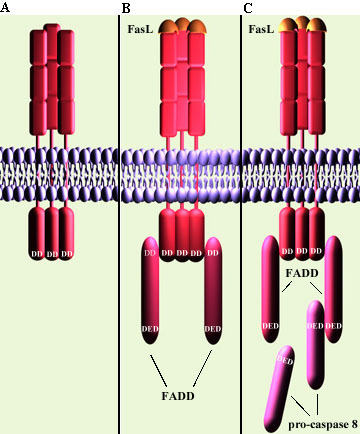 A
B
C
FasL
FasL
DD DD DD
DD DD DD DD DD
DD DD DD
FADD
DED DED
DED DED
DED
FADD
pro-caspase 8